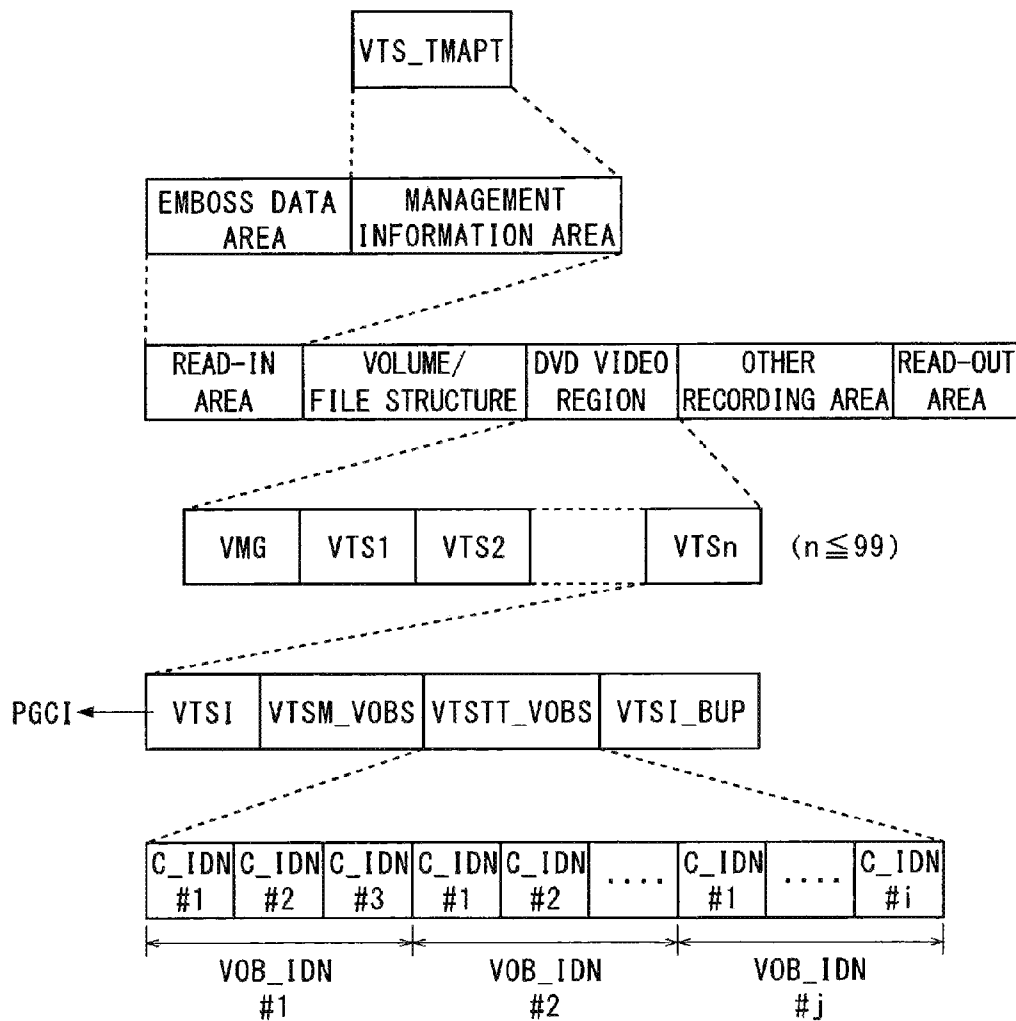 VTS_TMAPT
EMBOSS DATA AREA
MANAGEMENT INFORMATION AREA
READ-IN AREA
VOLUME/ FILE STRUCTURE
DVD VIDEO REGION
OTHER RECORDING AREA
READ-OUT AREA
VMG
VTS1
VTS2
VTSn
(n≦99)
PGCI
VTSI
VTSM_VOBS
VTSTT_VOBS
VTSI_BUP
C_IDN #1
C_IDN #2
C_IDN #3
C_IDN #1
C_IDN #2
....
C_IDN #1
....
C_IDN #i
VOB_IDN #1
VOB_IDN #2
VOB_IDN #j